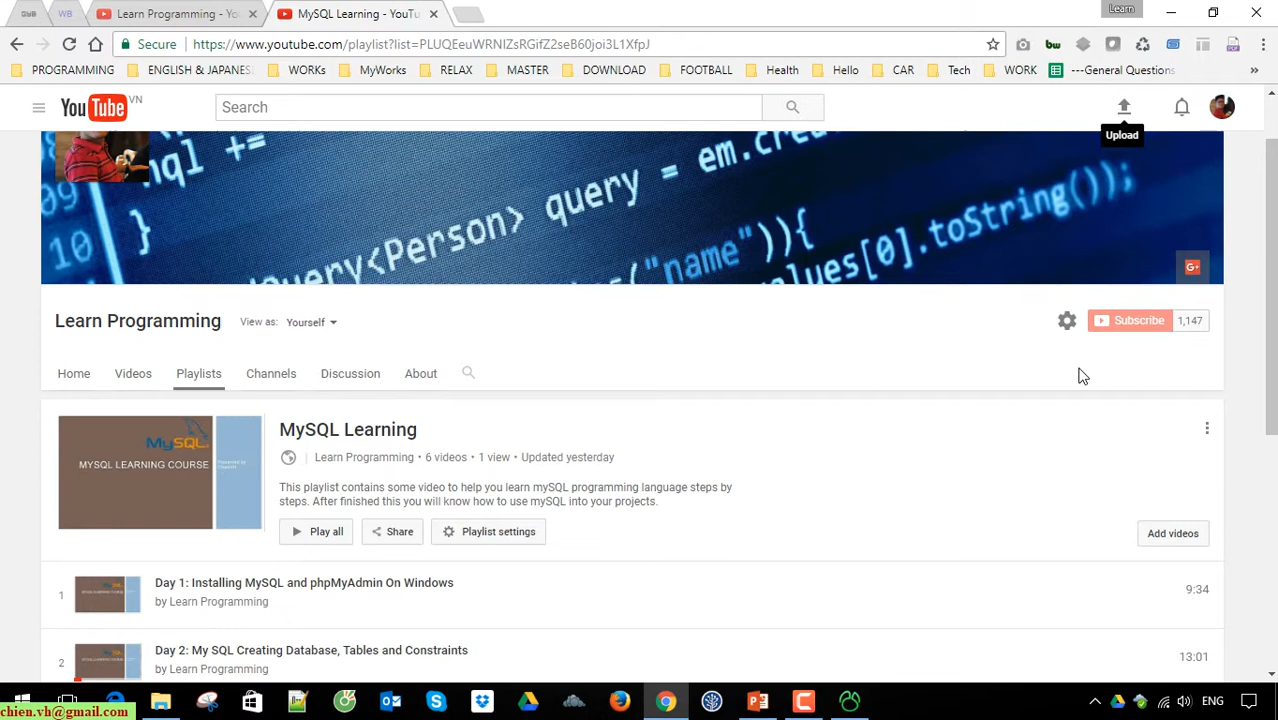 Learn
GYB
WB
Learn Programming - Yo
MySQL Learning - YouTu
Secure
https://www.youtube.com/playlist?list=PLUQEeuWRNIZsRGifZ2seB60joi3L1XfpJ
PROGRAMMING
ENGLISH & JAPANES
WORKs
MyWorks
RELAX
MASTER
DOWNLOAD
FOOTBALL
Health
Hello
CAR
Tech
WORK
---General Questions
YouTube VN
Search
Upload
09
10
}
nql +=
Query<Person> query = em.cre
("name")){
values[0].toString());
Learn Programming
View as: Yourself
Subscribe 1,147
Home Videos Playlists Channels Discussion About
MySQL
MYSQL LEARNING COURSE
MySQL Learning
Learn Programming • 6 videos • 1 view • Updated yesterday
This playlist contains some video to help you learn mySQL programming language steps by
steps. After finished this you will know how to use mySQL into your projects.
Play all
Share
Playlist settings
Add videos
1
Day 1: Installing MySQL and phpMyAdmin On Windows
by Learn Programming
9:34
2
Day 2: My SQL Creating Database, Tables and Constraints
by Learn Programming
13:01
chien.vh@gmail.com
ENG